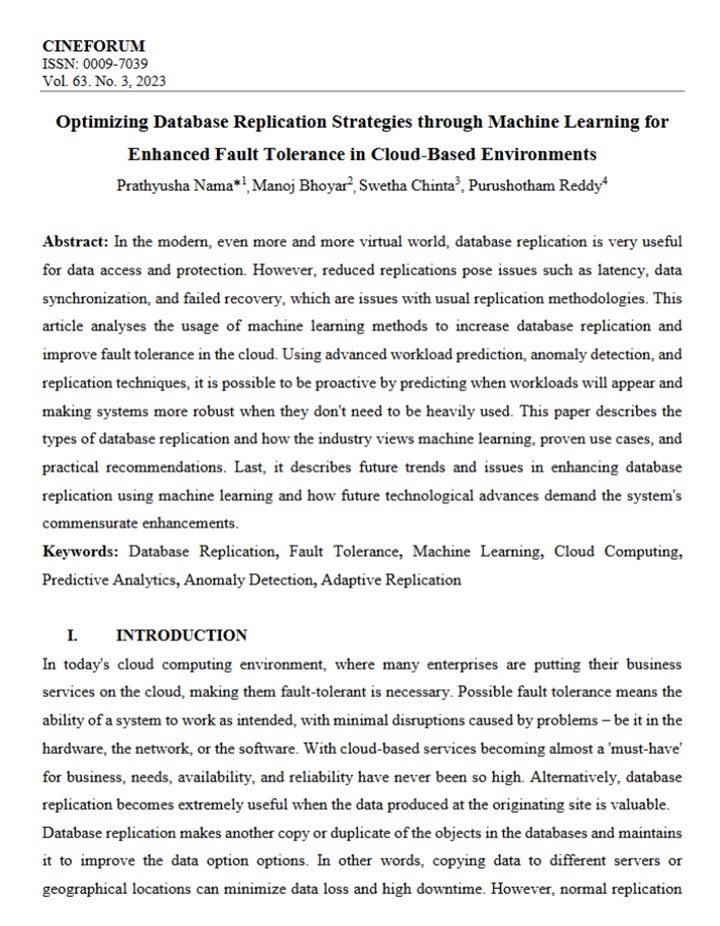 CINEFORUM
ISSN: 0009-7039
Vol. 63. No. 3, 2023
Optimizing Database Replication Strategies through Machine Learning for
Enhanced Fault Tolerance in Cloud-Based Environments
Prathyusha Nama*1, Manoj Bhoyar2, Swetha Chinta3, Purushotham Reddy4
Abstract: In the modern, even more and more virtual world, database replication is very useful
for data access and protection. However, reduced replications pose issues such as latency, data
synchronization, and failed recovery, which are issues with usual replication methodologies. This
article analyses the usage of machine learning methods to increase database replication and
improve fault tolerance in the cloud. Using advanced workload prediction, anomaly detection, and
replication techniques, it is possible to be proactive by predicting when workloads will appear and
making systems more robust when they don't need to be heavily used. This paper describes the
types of database replication and how the industry views machine learning, proven use cases, and
practical recommendations. Last, it describes future trends and issues in enhancing database
replication using machine learning and how future technological advances demand the system's
commensurate enhancements.
Keywords: Database Replication, Fault Tolerance, Machine Learning, Cloud Computing,
Predictive Analytics, Anomaly Detection, Adaptive Replication
I. INTRODUCTION
In today's cloud computing environment, where many enterprises are putting their business
services on the cloud, making them fault-tolerant is necessary. Possible fault tolerance means the
ability of a system to work as intended, with minimal disruptions caused by problems – be it in the
hardware, the network, or the software. With cloud-based services becoming almost a 'must-have'
for business, needs, availability, and reliability have never been so high. Alternatively, database
replication becomes extremely useful when the data produced at the originating site is valuable.
Database replication makes another copy or duplicate of the objects in the databases and maintains
it to improve the data option options. In other words, copying data to different servers or
geographical locations can minimize data loss and high downtime. However, normal replication